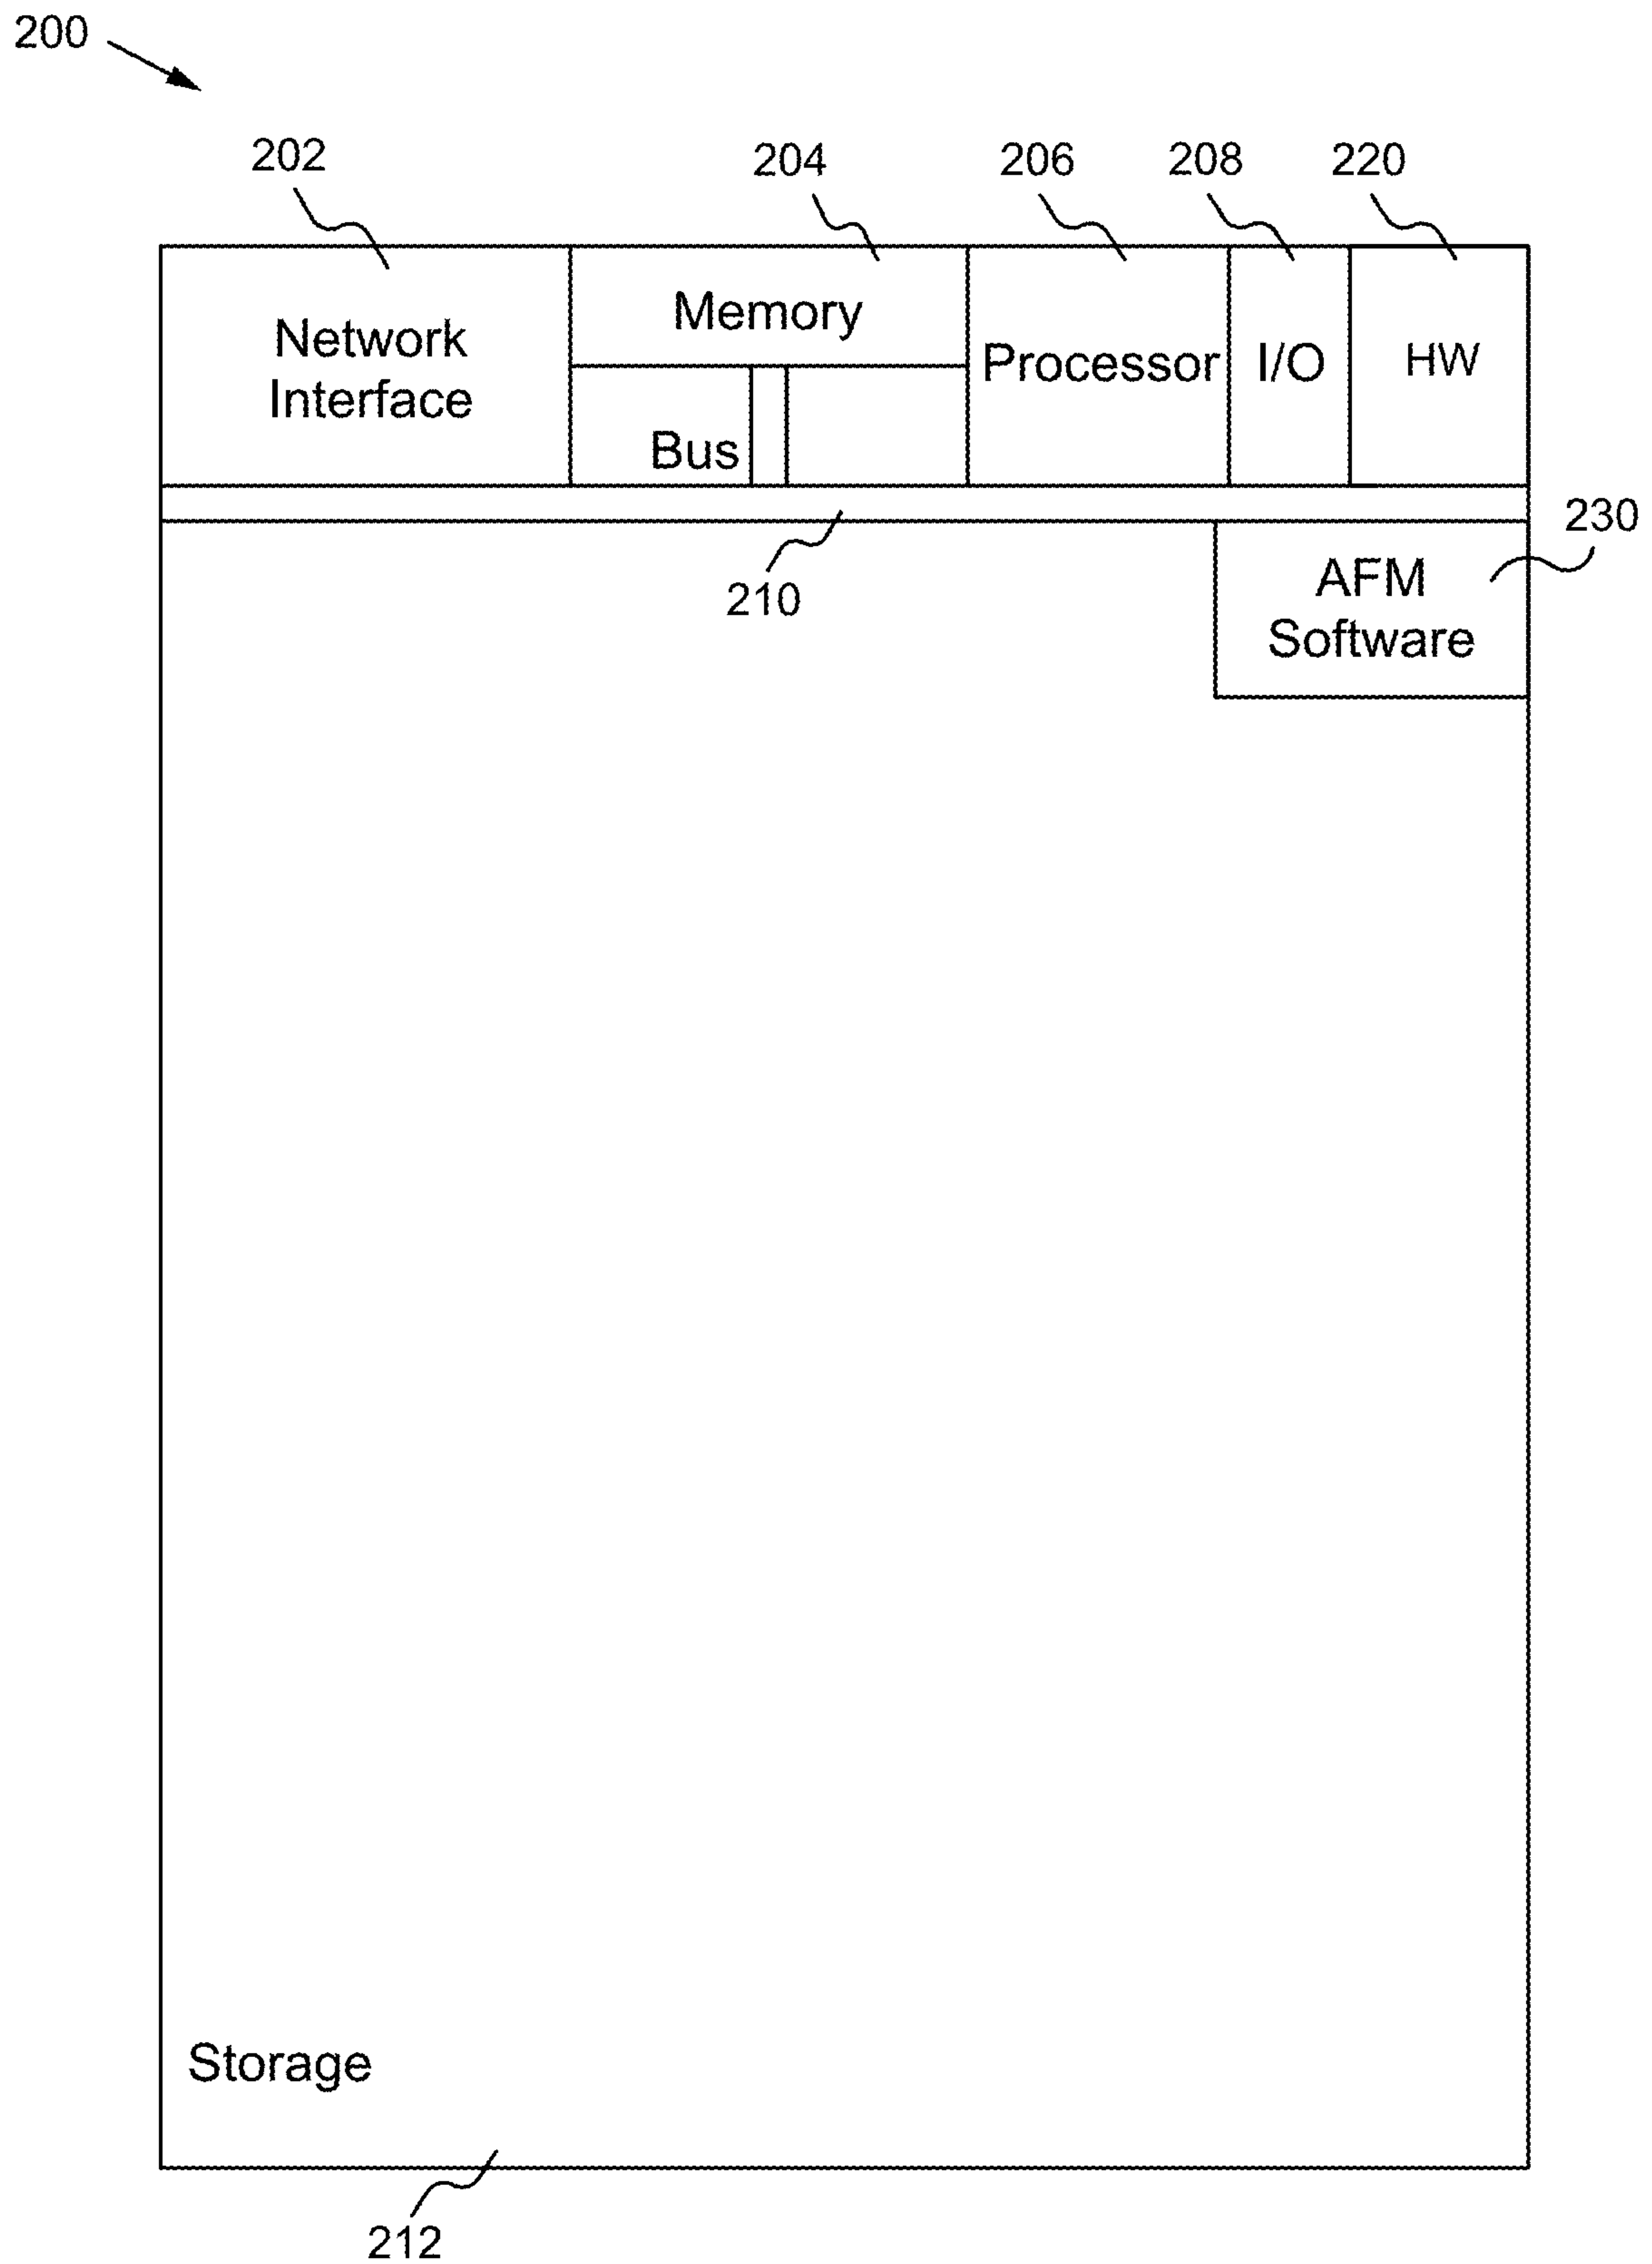 200
202
204
206
208
220
Network
Interface
Memory
Processor
I/O
HW
Bus
230
210
AFM
Software
Storage
212